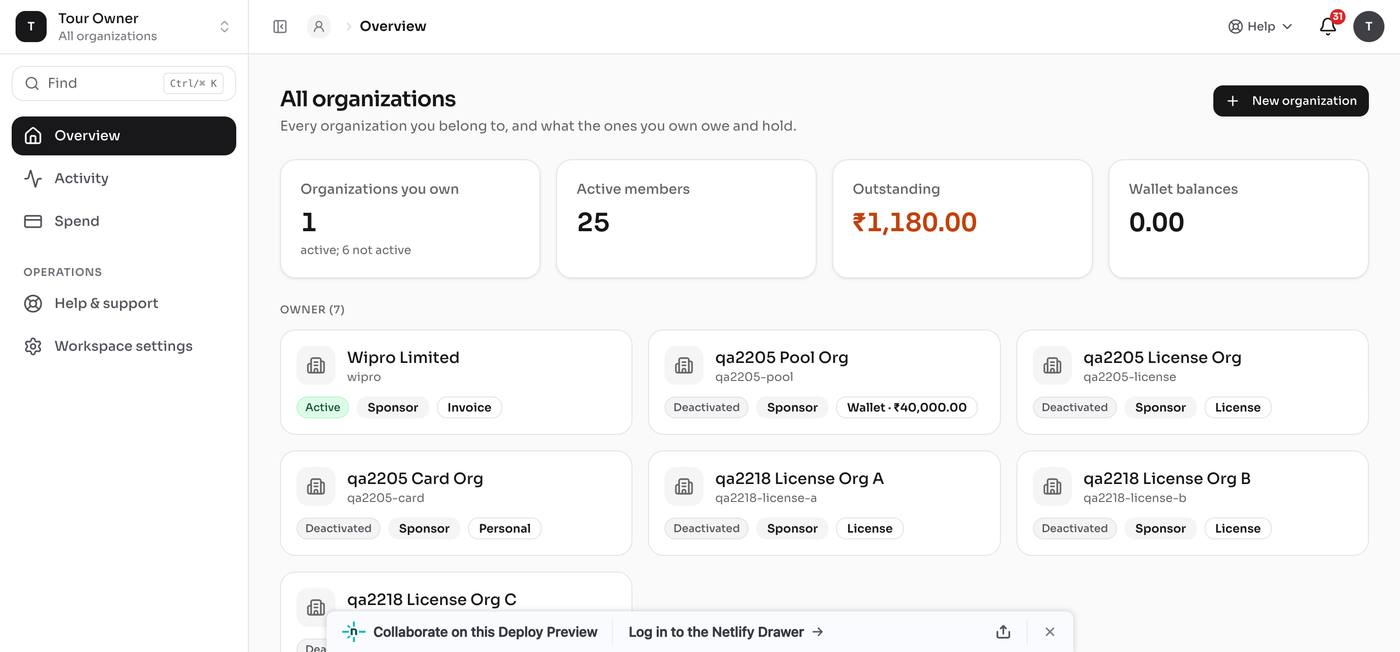 T
Tour Owner
All organizations
Find
Ctrl/⌘ K
Overview
Activity
Spend
OPERATIONS
Help & support
Workspace settings
Overview
Help
31
T
All organizations
Every organization you belong to, and what the ones you own owe and hold.
New organization
Organizations you own
1
active; 6 not active
Active members
25
Outstanding
₹1,180.00
Wallet balances
0.00
OWNER (7)
Wipro Limited
wipro
Active Sponsor Invoice
qa2205 Pool Org
qa2205-pool
Deactivated Sponsor Wallet · ₹40,000.00
qa2205 License Org
qa2205-license
Deactivated Sponsor License
qa2205 Card Org
qa2205-card
Deactivated Sponsor Personal
qa2218 License Org A
qa2218-license-a
Deactivated Sponsor License
qa2218 License Org B
qa2218-license-b
Deactivated Sponsor License
qa2218 License Org C
Dea
n
Collaborate on this Deploy Preview
Log in to the Netlify Drawer →